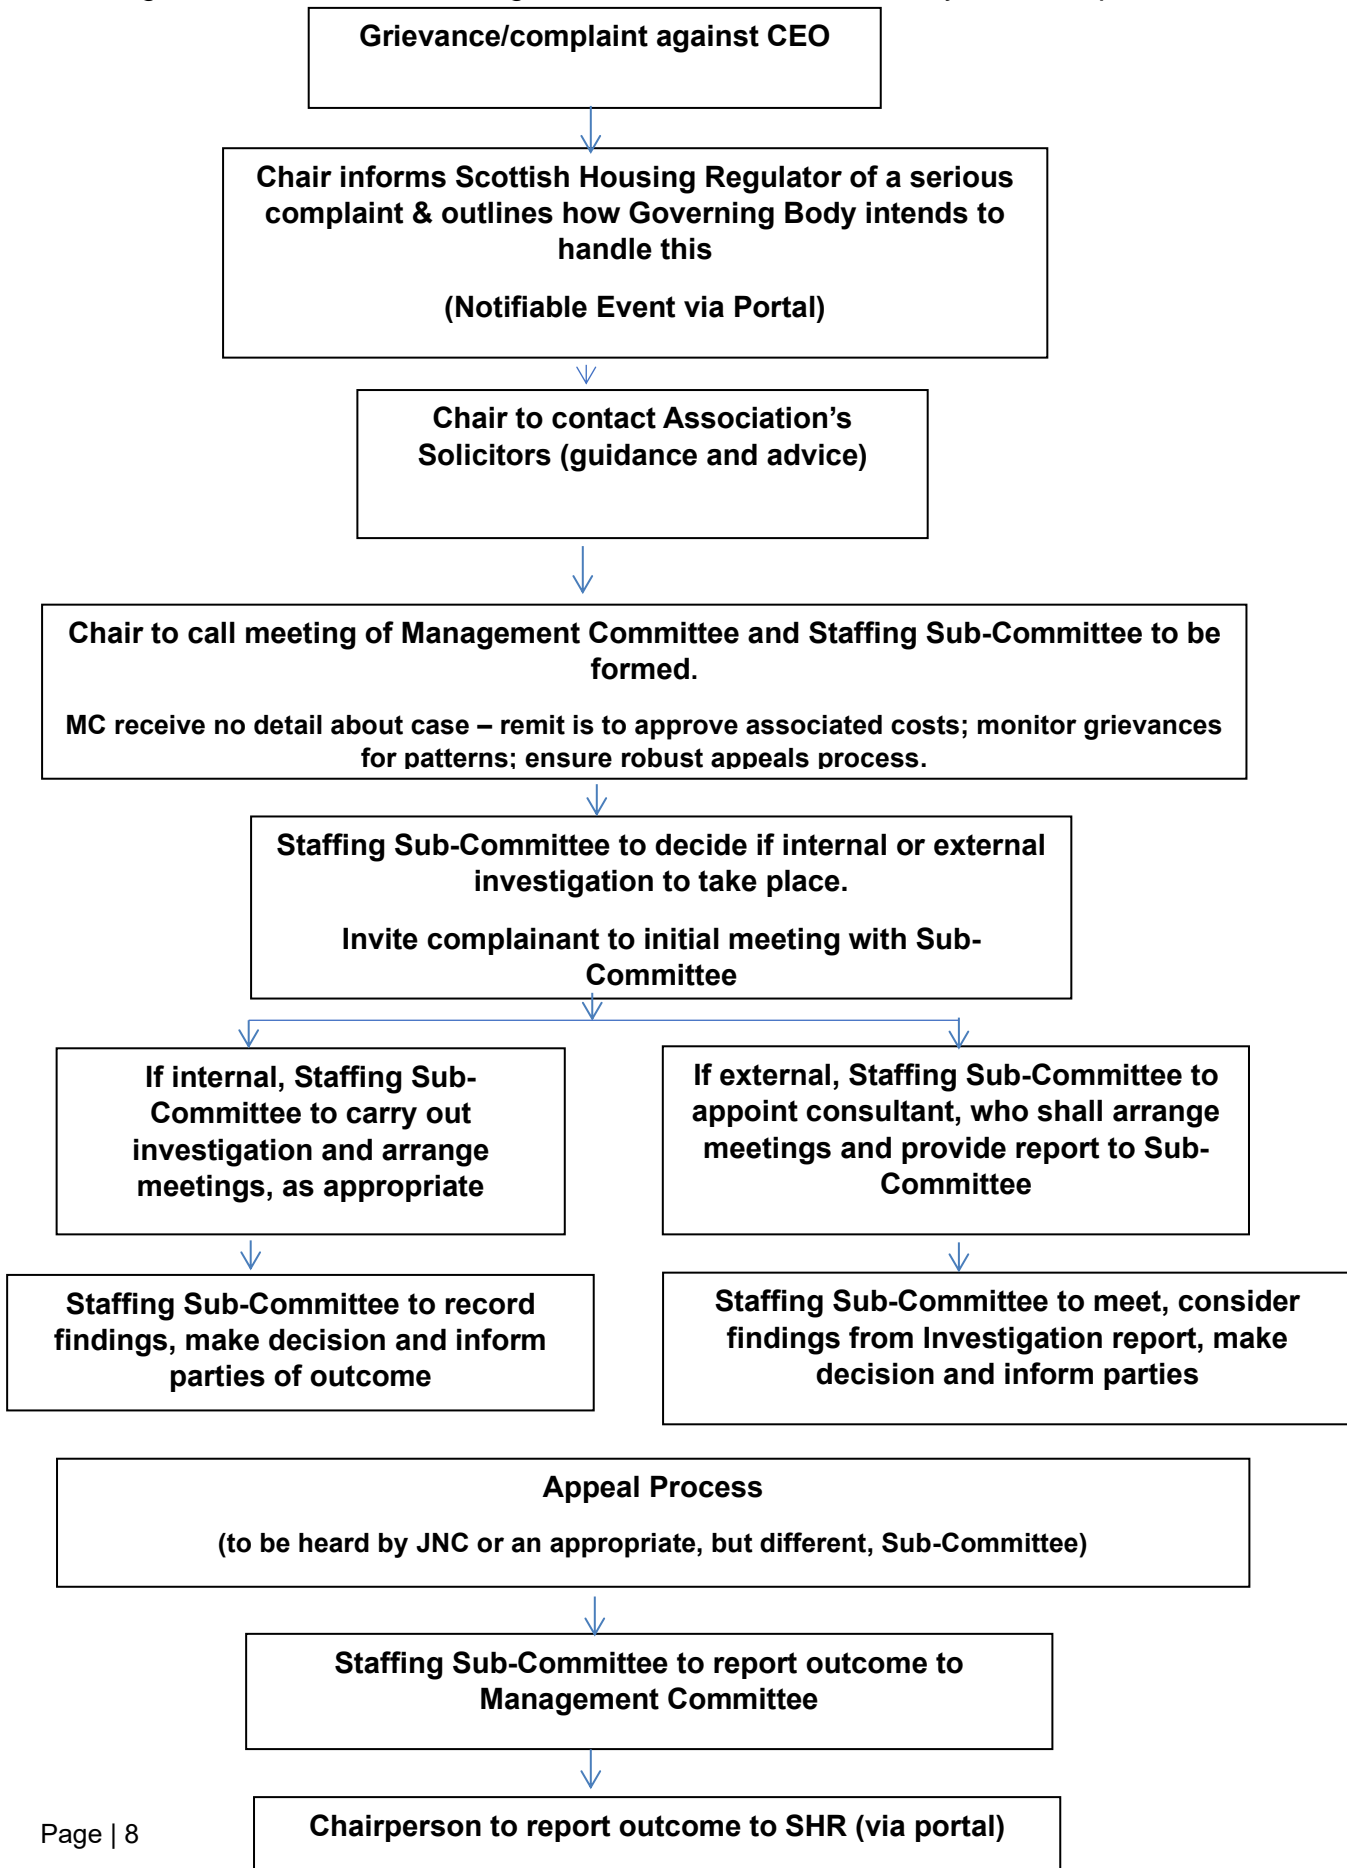 Grievance/complaint against CEO
Chair informs Scottish Housing Regulator of a serious
complaint & outlines how Governing Body intends to
handle this
(Notifiable Event via Portal)
Chair to contact Association’s
Solicitors (guidance and advice)
Chair to call meeting of Management Committee and Staffing Sub-Committee to be
formed.
MC receive no detail about case – remit is to approve associated costs; monitor grievances
for patterns; ensure robust appeals process.
Staffing Sub-Committee to decide if internal or external
investigation to take place.
Invite complainant to initial meeting with Sub-
Committee
If internal, Staffing Sub-
Committee to carry out
investigation and arrange
meetings, as appropriate
If external, Staffing Sub-Committee to
appoint consultant, who shall arrange
meetings and provide report to Sub-
Committee
Staffing Sub-Committee to record
findings, make decision and inform
parties of outcome
Staffing Sub-Committee to meet, consider
findings from Investigation report, make
decision and inform parties
Appeal Process
(to be heard by JNC or an appropriate, but different, Sub-Committee)
Staffing Sub-Committee to report outcome to
Management Committee
Chairperson to report outcome to SHR (via portal)
Page | 8